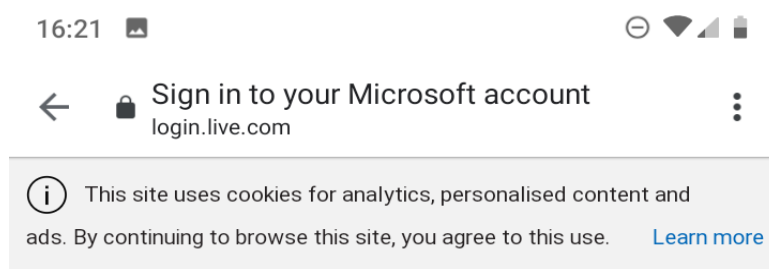 16:21
Sign in to your Microsoft account
login.live.com
This site uses cookies for analytics, personalised content and
ads. By continuing to browse this site, you agree to this use. Learn more